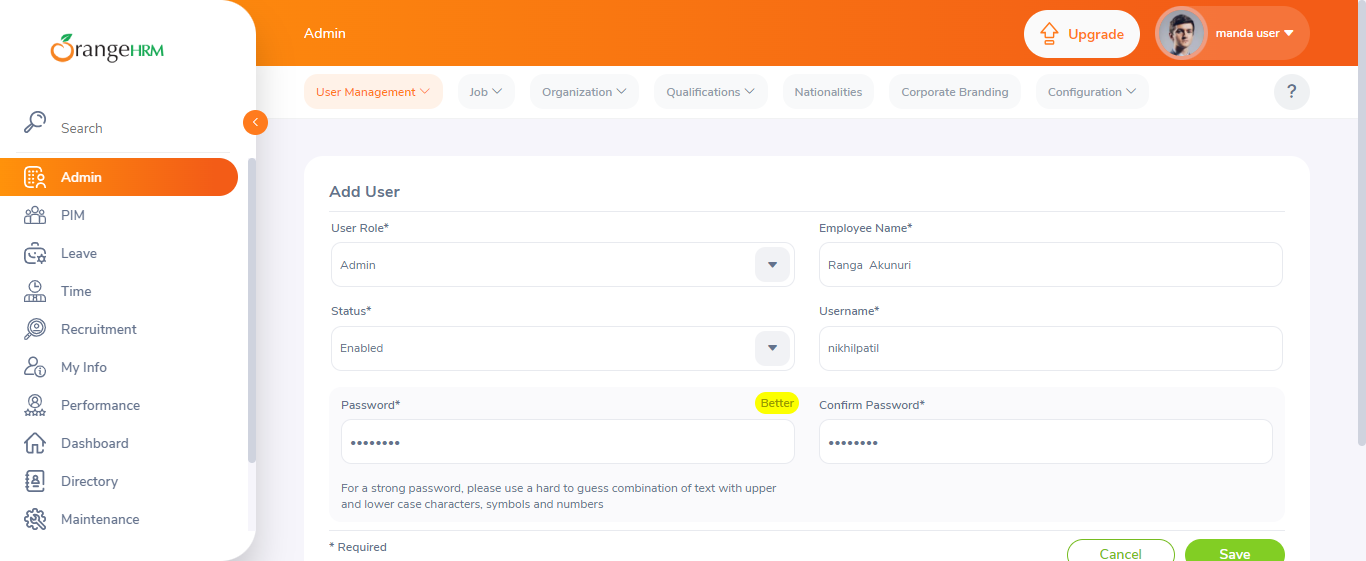 OrangeHRM
Admin
Upgrade
manda user
User Management
Job
Organization
Qualifications
Nationalities
Corporate Branding
Configuration
?
Search
Admin
PIM
Leave
Time
Recruitment
My Info
Performance
Dashboard
Directory
Maintenance
Add User
User Role*
Employee Name*
Admin
Ranga  Akunuri
Status*
Username*
Enabled
nikhilpatil
Password*
Better
Confirm Password*
••••••••
••••••••
For a strong password, please use a hard to guess combination of text with upper
and lower case characters, symbols and numbers
* Required
Cancel
Save